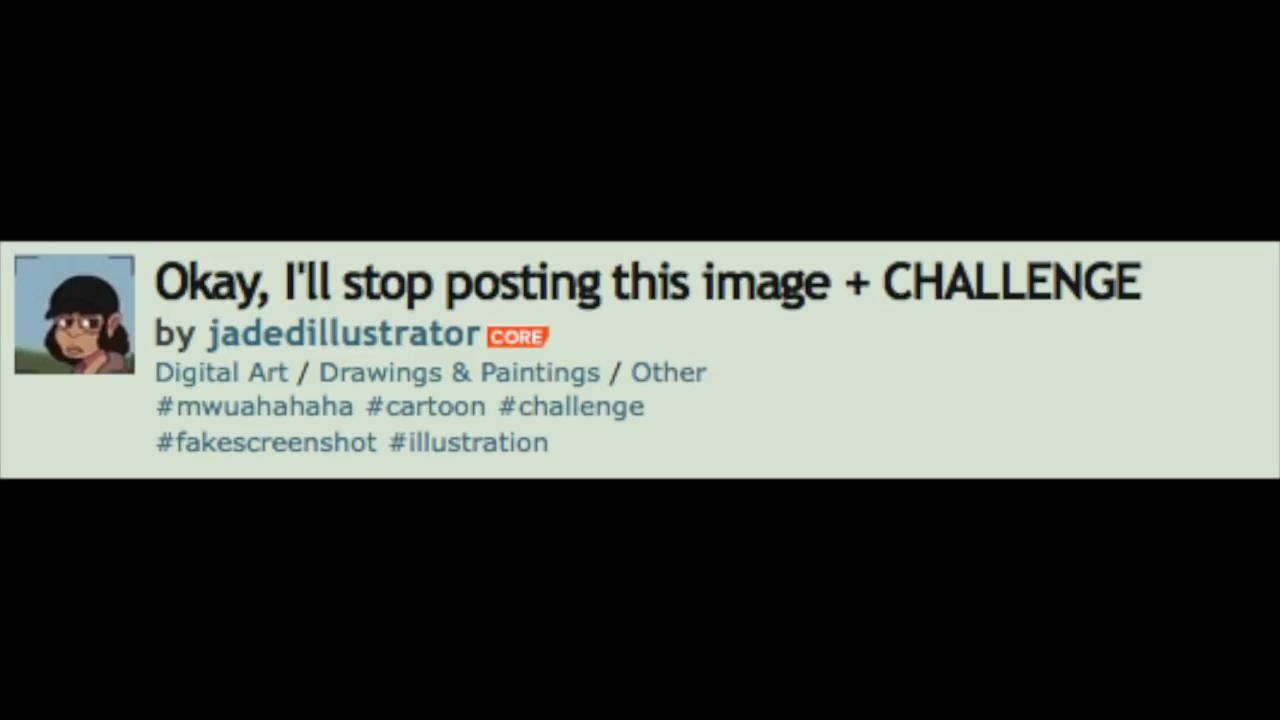 Okay, I'll stop posting this image + CHALLENGE
by jadedillustrator CORE
Digital Art / Drawings & Paintings / Other
#mwuahahaha #cartoon #challenge
#fakescreenshot #illustration